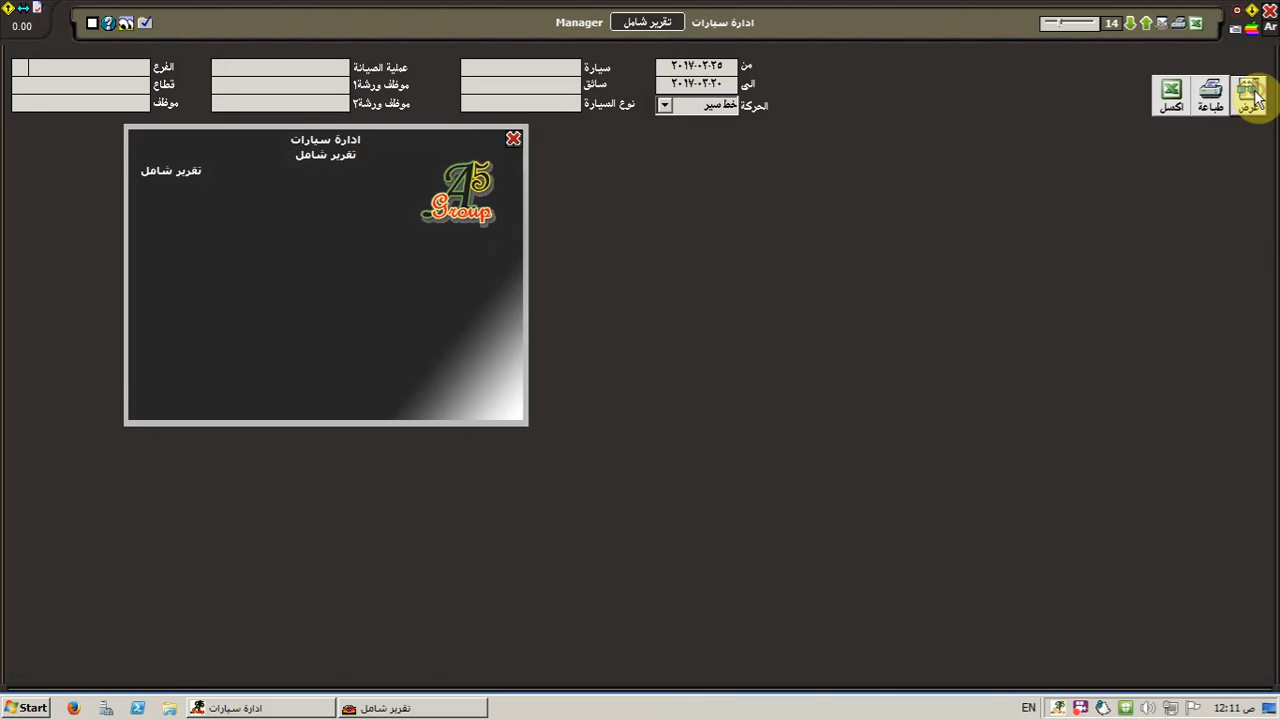 0.00
Manager
تقرير شامل
ادارة سيارات
14
Ar
من
٢٠١٧-٠٢-٢٥
سيارة
عملية الصيانة
الفرع
الى
٢٠١٧-٠٣-٢٠
سائق
موظف ورشة١
قطاع
الحركة
خط سير
نوع السيارة
موظف ورشة٢
موظف
عرض
طباعة
اكسل
ادارة سيارات
تقرير شامل
تقرير شامل
A5
Group
Start
ادارة سيارات
تقرير شامل
EN
12:11 ص